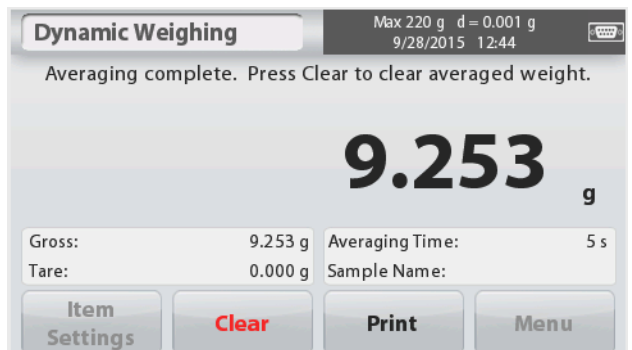 Dynamic Weighing
Max 220 g d = 0.001 g
9/28/2015 12:44
Averaging complete. Press Clear to clear averaged weight.
9.253 g
Gross: 9.253 g
Tare: 0.000 g
Averaging Time: 5 s
Sample Name:
Item
Settings
Clear
Print
Menu